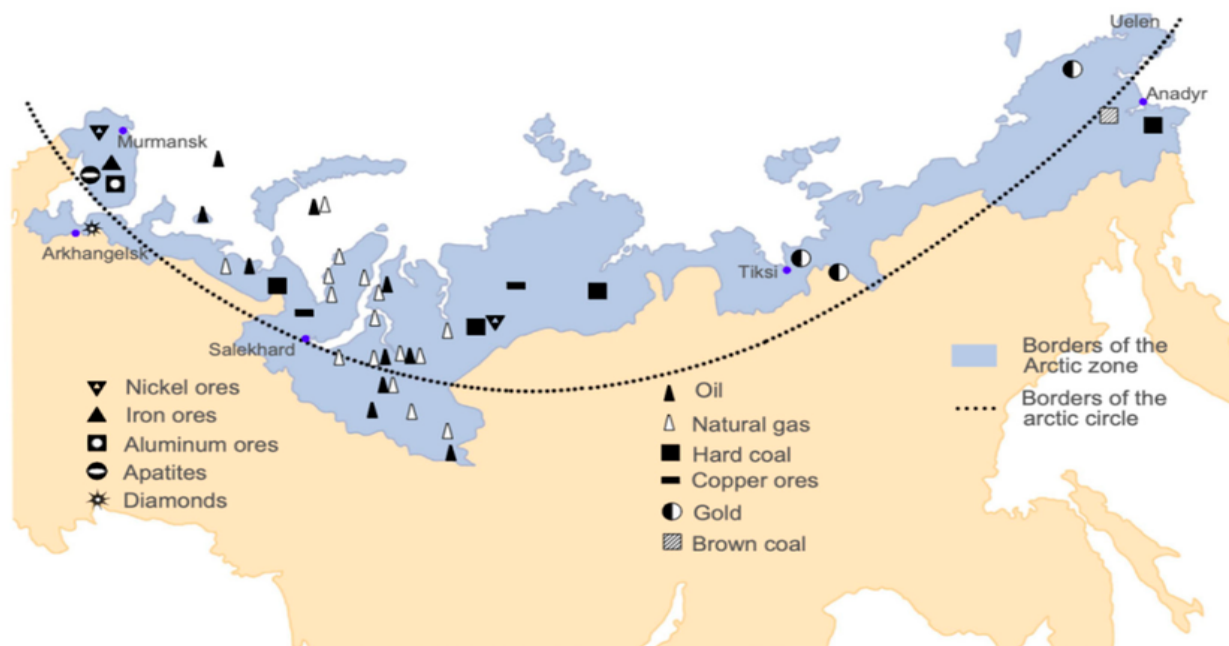 Uelen
Anadyr
Murmansk
Arkhangelsk
Tiksi
Salekhard
Nickel ores
Iron ores
Aluminum ores
Apatites
Diamonds
Oil
Natural gas
Hard coal
Copper ores
Gold
Brown coal
Borders of the
Arctic zone
Borders of the
arctic circle